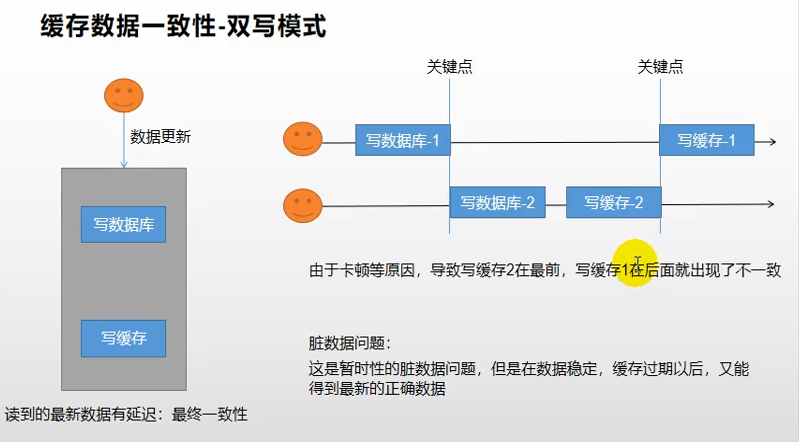 缓存数据一致性-双写模式
数据更新
写数据库
写缓存
读到的最新数据有延迟：最终一致性
关键点
关键点
写数据库-1
写缓存-1
写数据库-2
写缓存-2
由于卡顿等原因，导致写缓存2在最前，写缓存1在后面就出现了不一致
脏数据问题：
这是暂时性的脏数据问题，但是在数据稳定，缓存过期以后，又能
得到最新的正确数据